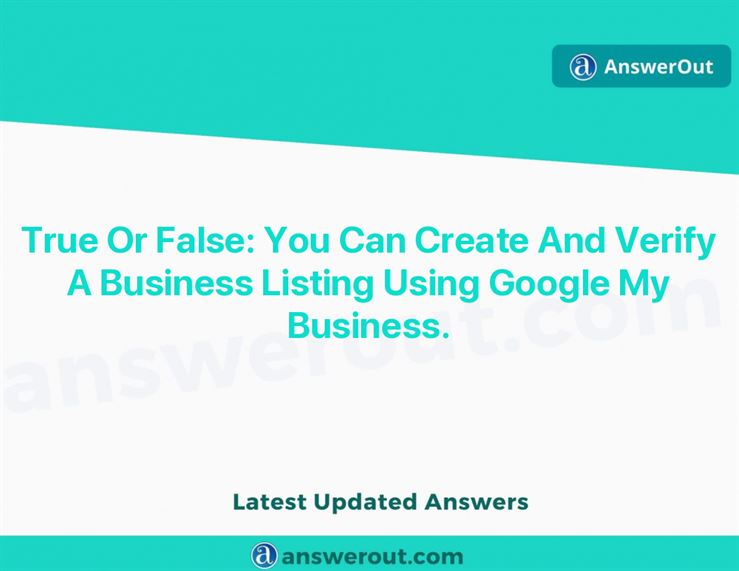 AnswerOut
True Or False: You Can Create And Verify
A Business Listing Using Google My
Business.
answerout.com
Latest Updated Answers
answerout.com